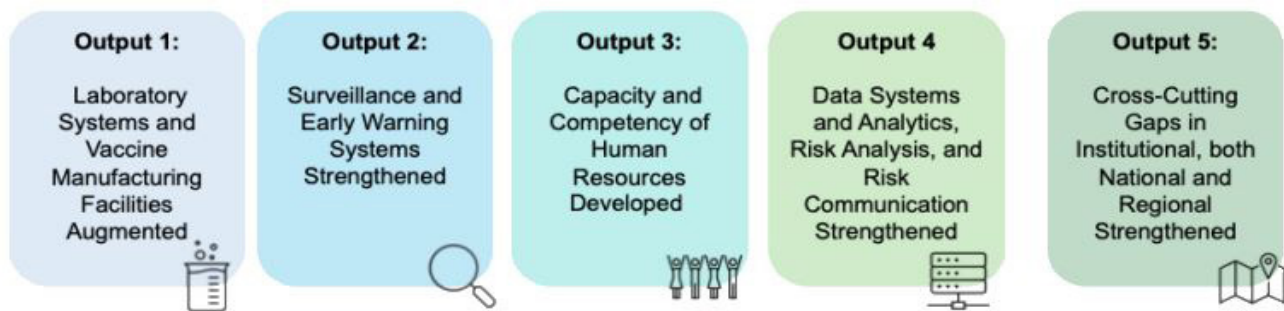 Output 1:
Laboratory
Systems and
Vaccine
Manufacturing
Facilities
Augmented
Output 2:
Surveillance and
Early Warning
Systems
Strengthened
Output 3:
Capacity and
Competency of
Human
Resources
Developed
Output 4
Data Systems
and Analytics,
Risk Analysis, and
Risk
Communication
Strengthened
Output 5:
Cross-Cutting
Gaps in
Institutional, both
National and
Regional
Strengthened